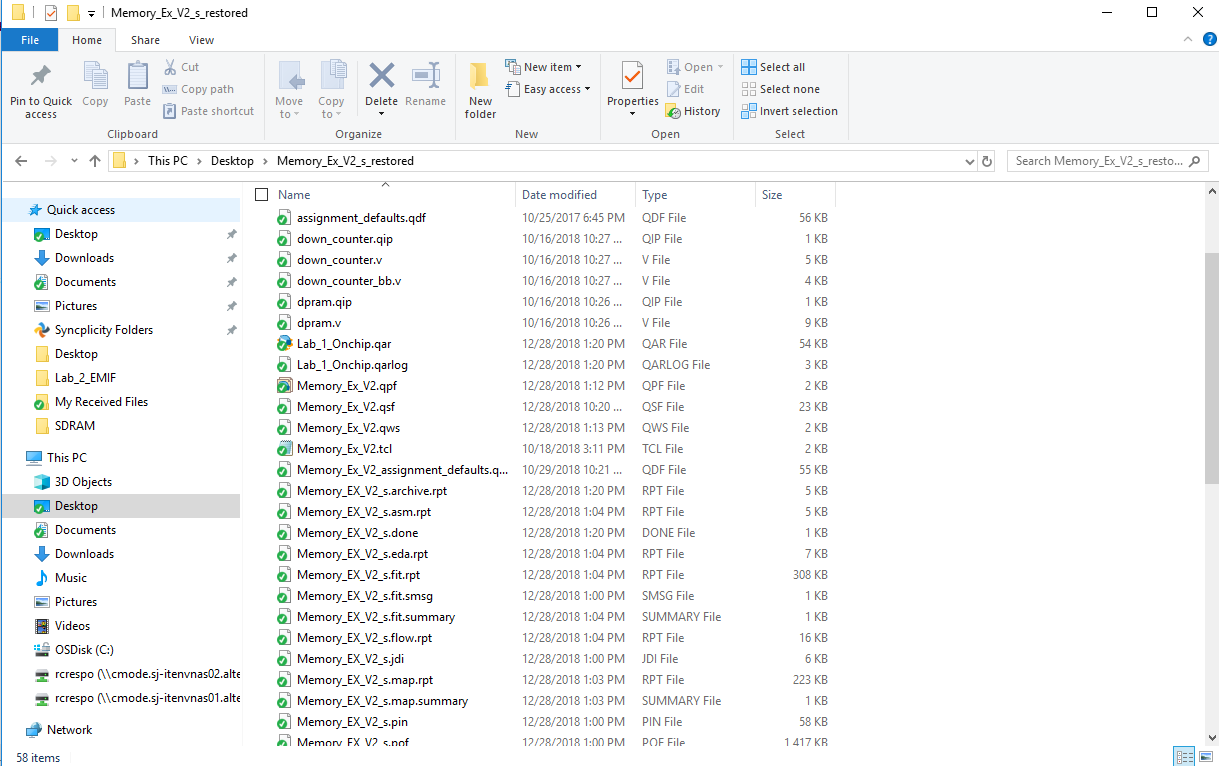 Memory_Ex_V2_s_restored
File Home Share View
Pin to Quick access
Copy
Paste
Cut
Copy path
Paste shortcut
Clipboard
Move to
Copy to
Delete
Rename
Organize
New folder
New item
Easy access
New
Properties
Open
Edit
History
Open
Select all
Select none
Invert selection
Select
This PC > Desktop > Memory_Ex_V2_s_restored
Search Memory_Ex_V2_s_resto...
Quick access
Desktop
Downloads
Documents
Pictures
Syncplicity Folders
Desktop
Lab_2_EMIF
My Received Files
SDRAM
This PC
3D Objects
Desktop
Documents
Downloads
Music
Pictures
Videos
OSDisk (C:)
rcrespo (\\cmode.sj-itenvnas02.alte
rcrespo (\\cmode.sj-itenvnas01.alte
Network
Name Date modified Type Size
assignment_defaults.qdf 10/25/2017 6:45 PM QDF File 56 KB
down_counter.qip 10/16/2018 10:27 ... QIP File 1 KB
down_counter.v 10/16/2018 10:27 ... V File 5 KB
down_counter_bb.v 10/16/2018 10:27 ... V File 4 KB
dpram.qip 10/16/2018 10:26 ... QIP File 1 KB
dpram.v 10/16/2018 10:26 ... V File 9 KB
Lab_1_Onchip.qar 12/28/2018 1:20 PM QAR File 54 KB
Lab_1_Onchip.qarlog 12/28/2018 1:20 PM QARLOG File 3 KB
Memory_Ex_V2.qpf 12/28/2018 1:12 PM QPF File 2 KB
Memory_Ex_V2.qsf 12/28/2018 10:20 ... QSF File 23 KB
Memory_Ex_V2.qws 12/28/2018 1:13 PM QWS File 2 KB
Memory_Ex_V2.tcl 10/18/2018 3:11 PM TCL File 2 KB
Memory_Ex_V2_assignment_defaults.q... 10/29/2018 10:21 ... QDF File 55 KB
Memory_EX_V2_s.archive.rpt 12/28/2018 1:20 PM RPT File 5 KB
Memory_EX_V2_s.asm.rpt 12/28/2018 1:04 PM RPT File 5 KB
Memory_EX_V2_s.done 12/28/2018 1:20 PM DONE File 1 KB
Memory_EX_V2_s.eda.rpt 12/28/2018 1:04 PM RPT File 7 KB
Memory_EX_V2_s.fit.rpt 12/28/2018 1:04 PM RPT File 308 KB
Memory_EX_V2_s.fit.smsg 12/28/2018 1:00 PM SMSG File 1 KB
Memory_EX_V2_s.fit.summary 12/28/2018 1:04 PM SUMMARY File 1 KB
Memory_EX_V2_s.flow.rpt 12/28/2018 1:04 PM RPT File 16 KB
Memory_EX_V2_s.jdi 12/28/2018 1:00 PM JDI File 6 KB
Memory_EX_V2_s.map.rpt 12/28/2018 1:03 PM RPT File 223 KB
Memory_EX_V2_s.map.summary 12/28/2018 1:03 PM SUMMARY File 1 KB
Memory_EX_V2_s.pin 12/28/2018 1:00 PM PIN File 58 KB
Memory_EX_V2_s.pof 12/28/2018 1:00 PM POF File 1,417 KB
58 items